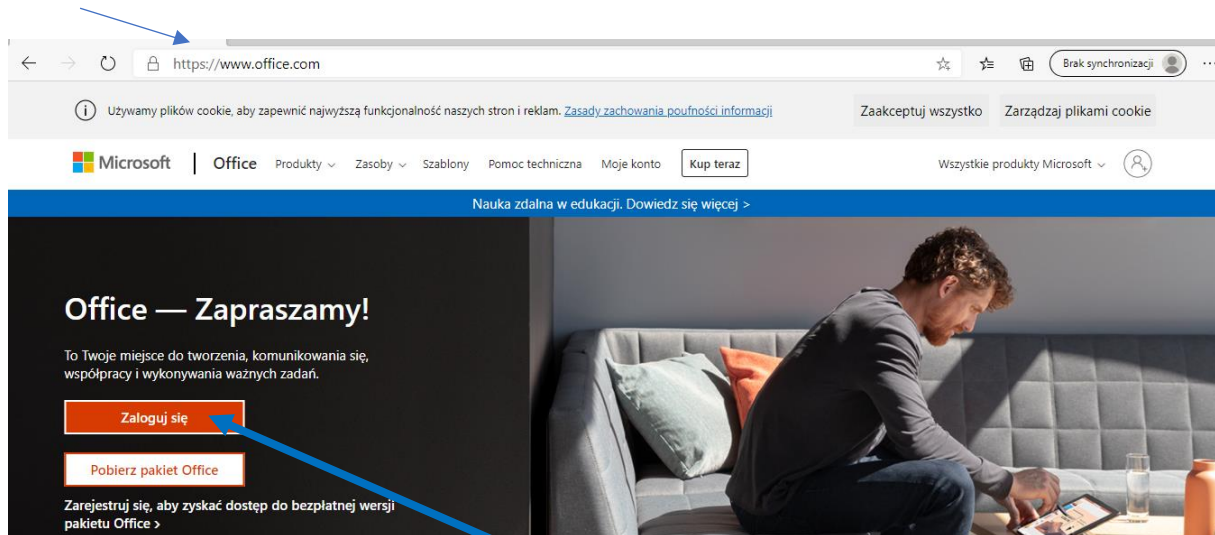 https://www.office.com
Brak synchronizacji
Używamy plików cookie, aby zapewnić najwyższą funkcjonalność naszych stron i reklam. Zasady zachowania poufności informacji
Zaakceptuj wszystko
Zarządzaj plikami cookie
Microsoft
Office
Produkty
Zasoby
Szablony
Pomoc techniczna
Moje konto
Kup teraz
Wszystkie produkty Microsoft
Nauka zdalna w edukacji. Dowiedz się więcej >
Office — Zapraszamy!
To Twoje miejsce do tworzenia, komunikowania się,
współpracy i wykonywania ważnych zadań.
Zaloguj się
Pobierz pakiet Office
Zarejestruj się, aby zyskać dostęp do bezpłatnej wersji
pakietu Office >